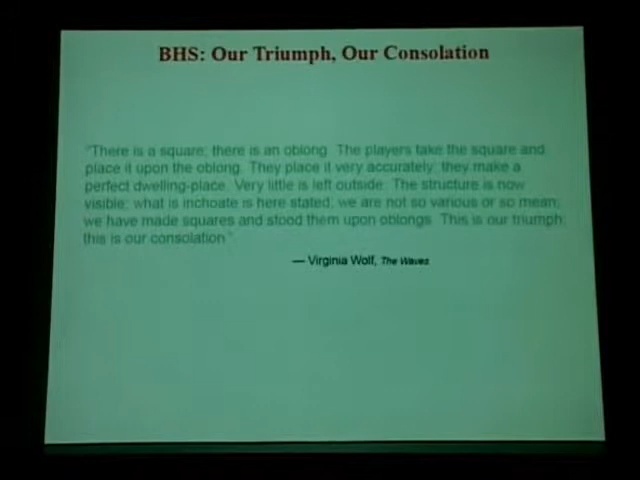 BHS: Our Triumph, Our Consolation
"There is a square; there is an oblong. The players take the square and
place it upon the oblong. They place it very accurately; they make a
perfect dwelling-place. Very little is left outside. The structure is now
visible; what is inchoate is here stated; we are not so various or so mean;
we have made squares and stood them upon oblongs. This is our triumph;
this is our consolation."
— Virginia Wolf, The Waves